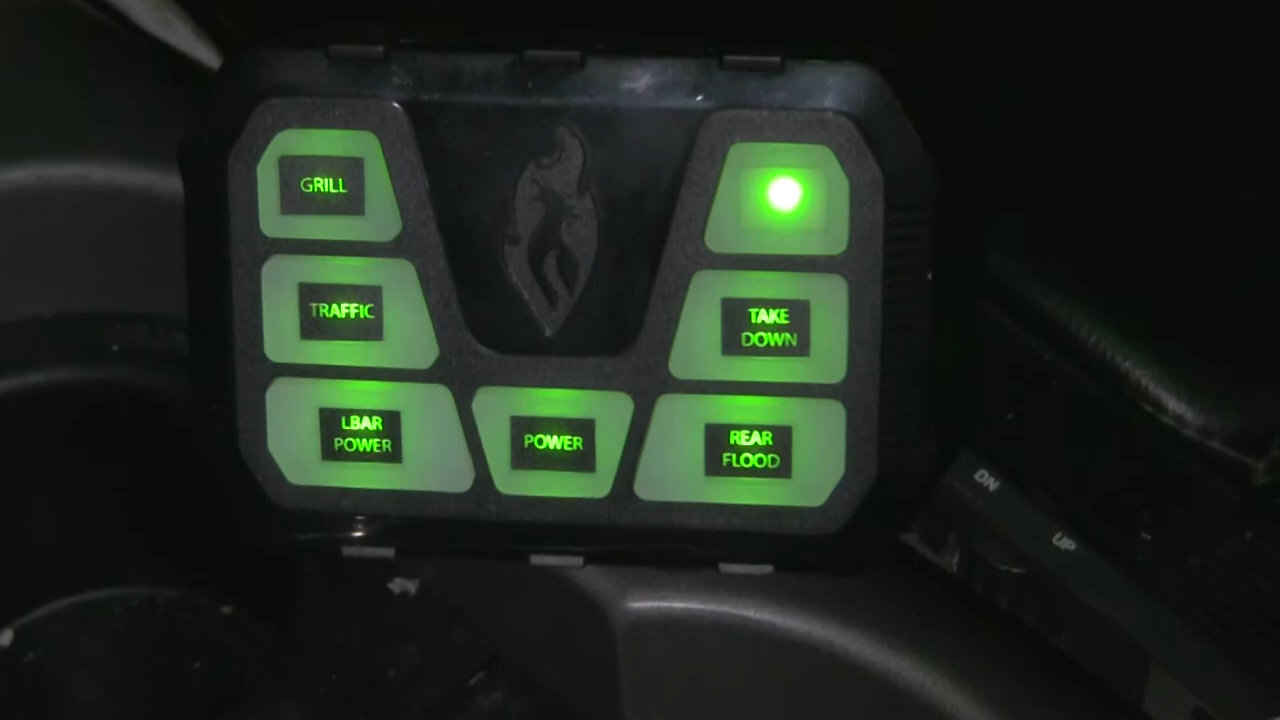 GRILL
TRAFFIC
TAKE
DOWN
LBAR
POWER
POWER
REAR
FLOOD
DN
UP